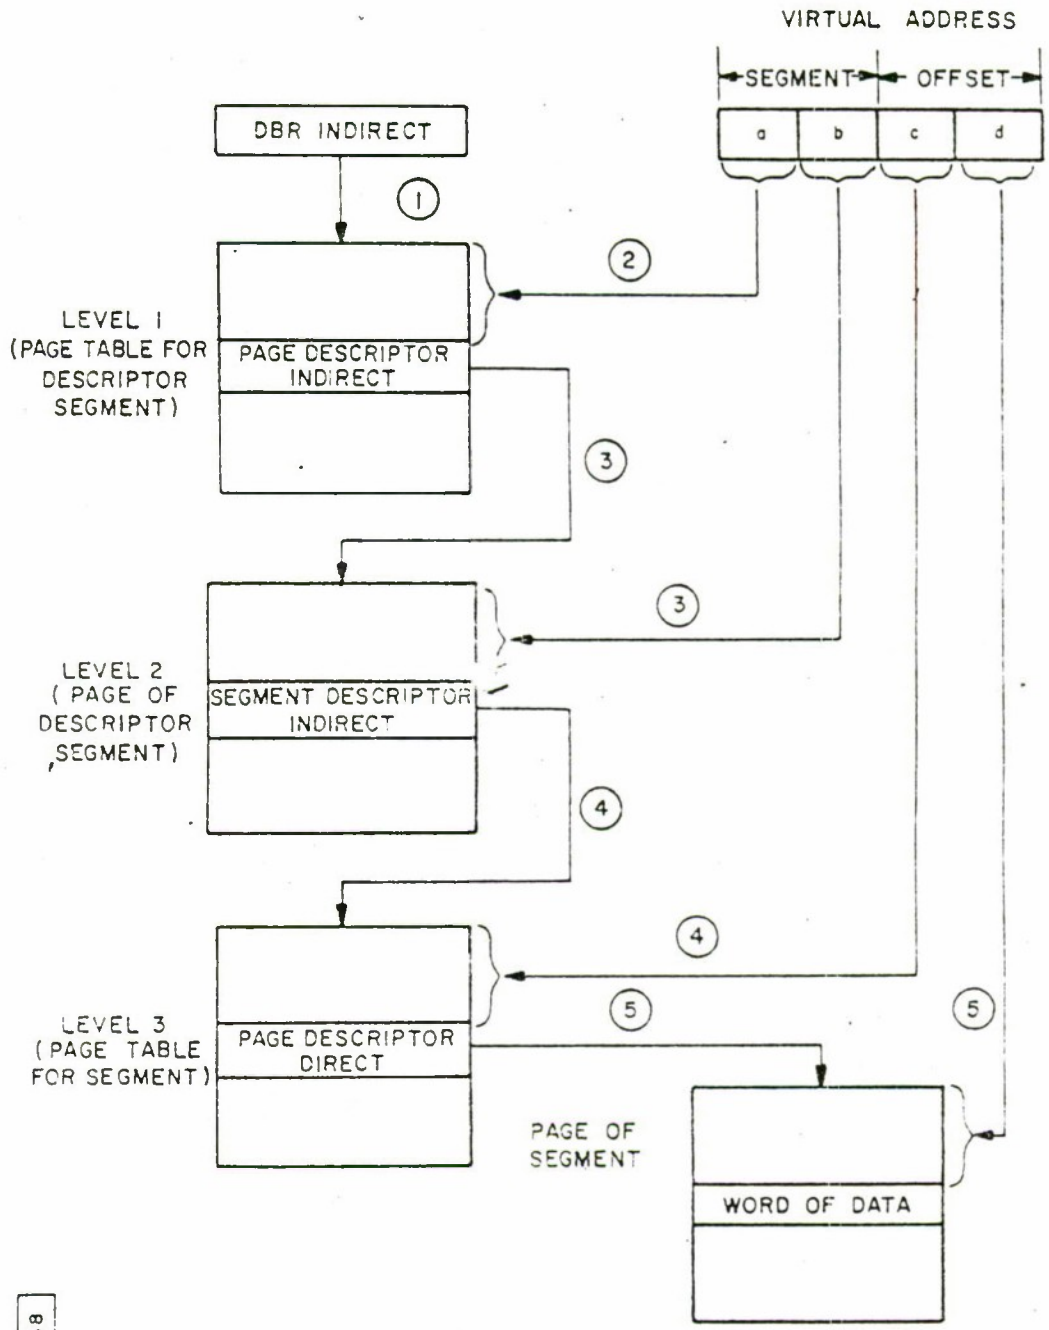 VIRTUAL ADDRESS
SEGMENT OFFSET
a b c d
DBR INDIRECT
1
2
LEVEL 1
(PAGE TABLE FOR
DESCRIPTOR
SEGMENT)
PAGE DESCRIPTOR
INDIRECT
3
3
LEVEL 2
(PAGE OF
DESCRIPTOR
SEGMENT)
SEGMENT DESCRIPTOR
INDIRECT
4
4
LEVEL 3
(PAGE TABLE
FOR SEGMENT)
PAGE DESCRIPTOR
DIRECT
5
5
PAGE OF
SEGMENT
WORD OF DATA
8